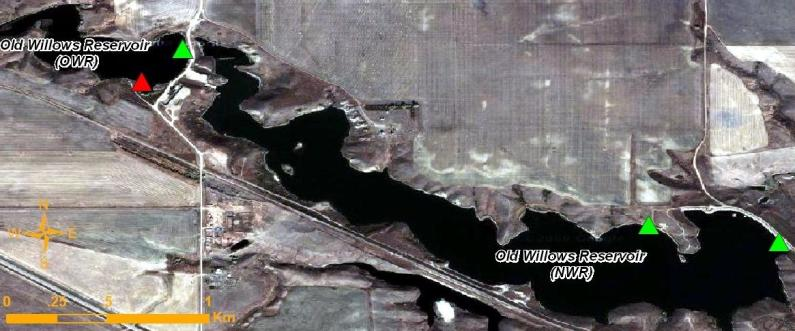 Old Willows Reservoir
(OWR)
N
W E
S
Old Willows Reservoir
(NWR)
0 .25 .5 1
Km